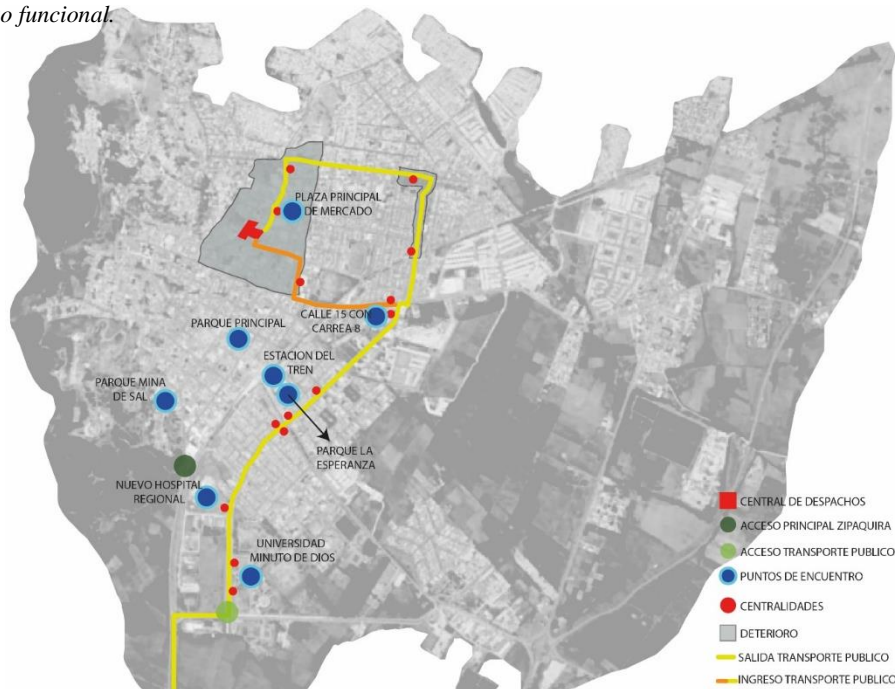 o funcional.
PLAZA PRINCIPAL
DE MERCADO
CALLE 15 CON
CARREA 8
PARQUE PRINCIPAL
ESTACION DEL
TREN
PARQUE MINA
DE SAL
PARQUE LA
ESPERANZA
NUEVO HOSPITAL
REGIONAL
UNIVERSIDAD
MINUTO DE DIOS
CENTRAL DE DESPACHOS
ACCESO PRINCIPAL ZIPAQUIRA
ACCESO TRANSPORTE PUBLICO
PUNTOS DE ENCUENTRO
CENTRALIDADES
DETERIORO
SALIDA TRANSPORTE PUBLICO
INGRESO TRANSPORTE PUBLICO